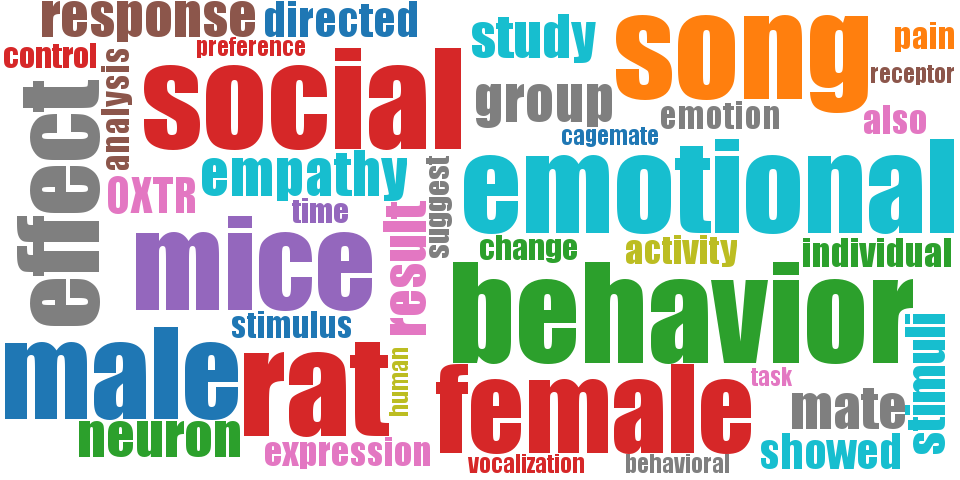 response
directed
control
preference
analysis
social
effect
OXTR
empathy
time
mice
result
suggest
stimulus
male
rat
human
neuron
expression
study
song
pain
receptor
group
emotion
also
cagemate
emotional
change
activity
individual
behavior
stimuli
female
task
mate
showed
vocalization
behavioral